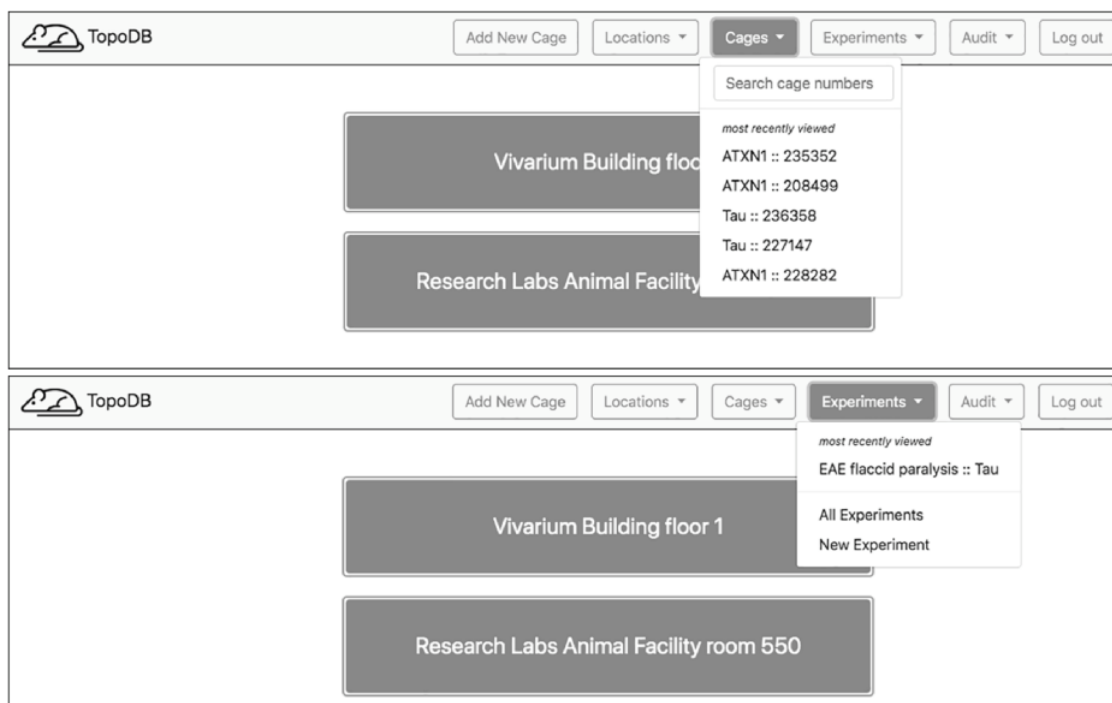 TopoDB Add New Cage Locations Cages Experiments Audit Log out
Search cage numbers
most recently viewed
Vivarium Building
ATXN1 :: 235352
ATXN1 :: 208499
Tau :: 236358
Tau :: 227147
Research Labs Animal Facility
ATXN1 :: 228282
TopoDB Add New Cage Locations Cages Experiments Audit Log out
most recently viewed
EAE flaccid paralysis :: Tau
All Experiments
Vivarium Building floor 1
New Experiment
Research Labs Animal Facility room 550